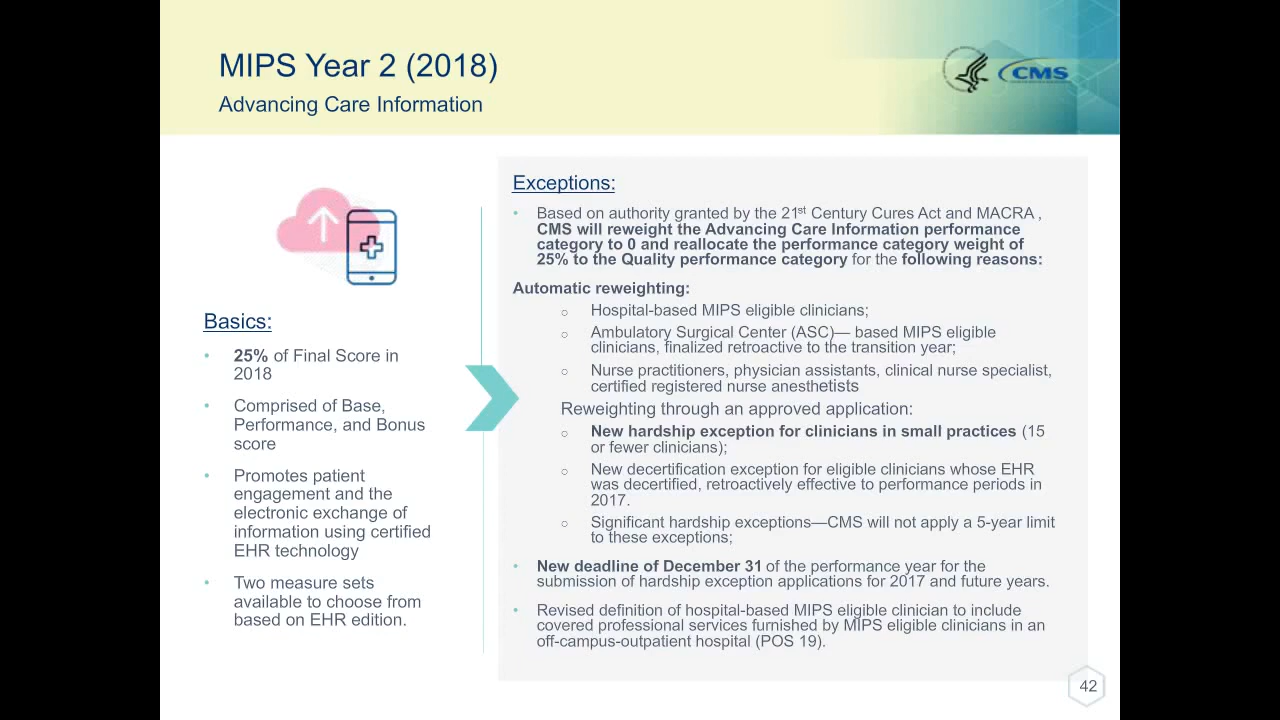 MIPS Year 2 (2018)
Advancing Care Information
CMS
Basics:
• 25% of Final Score in
2018
• Comprised of Base,
Performance, and Bonus
score
• Promotes patient
engagement and the
electronic exchange of
information using certified
EHR technology
• Two measure sets
available to choose from
based on EHR edition.
Exceptions:
• Based on authority granted by the 21st Century Cures Act and MACRA ,
CMS will reweight the Advancing Care Information performance
category to 0 and reallocate the performance category weight of
25% to the Quality performance category for the following reasons:
Automatic reweighting:
○ Hospital-based MIPS eligible clinicians;
○ Ambulatory Surgical Center (ASC)— based MIPS eligible
clinicians, finalized retroactive to the transition year;
○ Nurse practitioners, physician assistants, clinical nurse specialist,
certified registered nurse anesthetists
Reweighting through an approved application:
○ New hardship exception for clinicians in small practices (15
or fewer clinicians);
○ New decertification exception for eligible clinicians whose EHR
was decertified, retroactively effective to performance periods in
2017.
○ Significant hardship exceptions—CMS will not apply a 5-year limit
to these exceptions;
• New deadline of December 31 of the performance year for the
submission of hardship exception applications for 2017 and future years.
• Revised definition of hospital-based MIPS eligible clinician to include
covered professional services furnished by MIPS eligible clinicians in an
off-campus-outpatient hospital (POS 19).
42